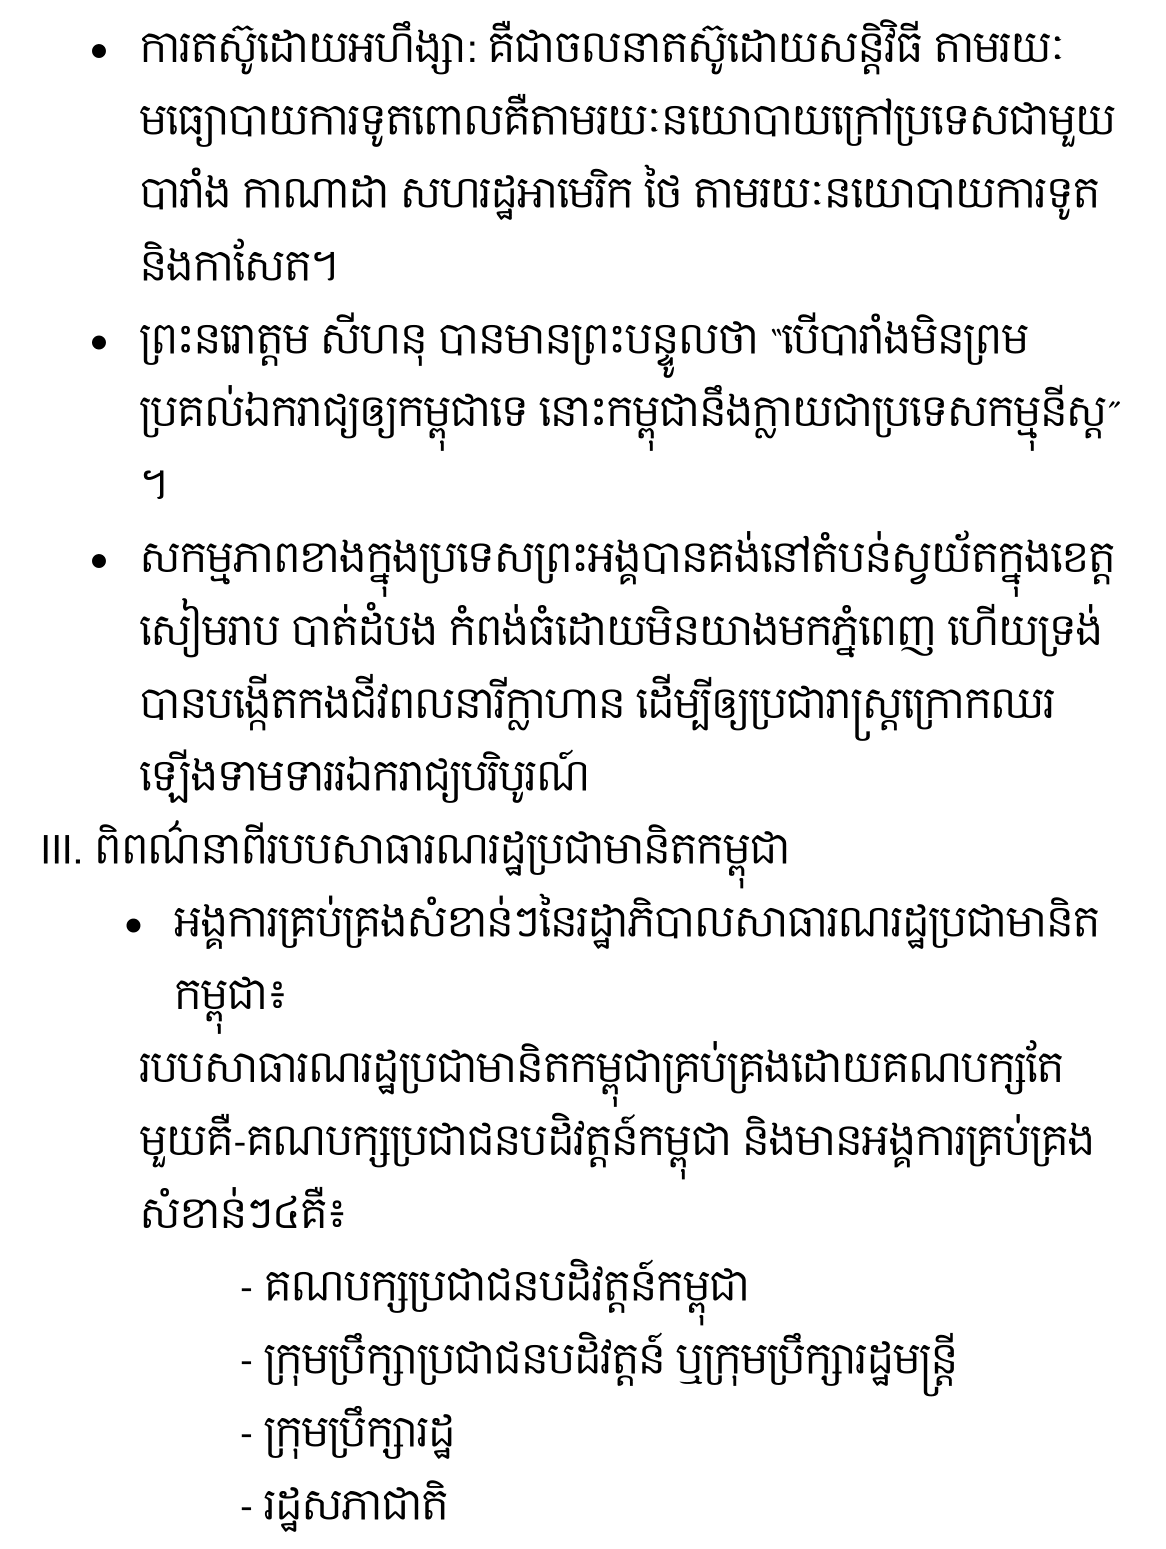 • ការតស៊ូដោយអហឹង្សា: គឺជាចលនាតស៊ូដោយសន្តិវិធី តាមរយៈ
មធ្យោបាយការទូតពោលគឺតាមរយៈនយោបាយក្រៅប្រទេសជាមួយ
បារាំង កាណាដា សហរដ្ឋអាមេរិក ថៃ តាមរយៈនយោបាយការទូត
និងកាសែត។
• ព្រះនរោត្តម សីហនុ បានមានព្រះបន្ទូលថា “បើបារាំងមិនព្រម
ប្រគល់ឯករាជ្យឲ្យកម្ពុជាទេ នោះកម្ពុជានឹងក្លាយជាប្រទេសកម្មុនីស្ត”
។
• សកម្មភាពខាងក្នុងប្រទេសព្រះអង្គបានគង់នៅតំបន់ស្វយ័តក្នុងខេត្ត
សៀមរាប បាត់ដំបង កំពង់ធំដោយមិនយាងមកភ្នំពេញ ហើយទ្រង់
បានបង្កើតកងជីវពលនារីក្លាហាន ដើម្បីឲ្យប្រជារាស្ត្រក្រោកឈរ
ឡើងទាមទាររឯករាជ្យបរិបូរណ៍
III. ពិពណ៌នាពីរបបសាធារណរដ្ឋប្រជាមានិតកម្ពុជា
• អង្គការគ្រប់គ្រងសំខាន់ៗនៃរដ្ឋាភិបាលសាធារណរដ្ឋប្រជាមានិត
កម្ពុជា៖
របបសាធារណរដ្ឋប្រជាមានិតកម្ពុជាគ្រប់គ្រងដោយគណបក្សតែ
មួយគឺ-គណបក្សប្រជាជនបដិវត្តន៍កម្ពុជា និងមានអង្គការគ្រប់គ្រង
សំខាន់ៗ៤គឺ៖
- គណបក្សប្រជាជនបដិវត្តន៍កម្ពុជា
- ក្រុមប្រឹក្សាប្រជាជនបដិវត្តន៍ ឬក្រុមប្រឹក្សារដ្ឋមន្ត្រី
- ក្រុមប្រឹក្សារដ្ឋ
- រដ្ឋសភាជាតិ